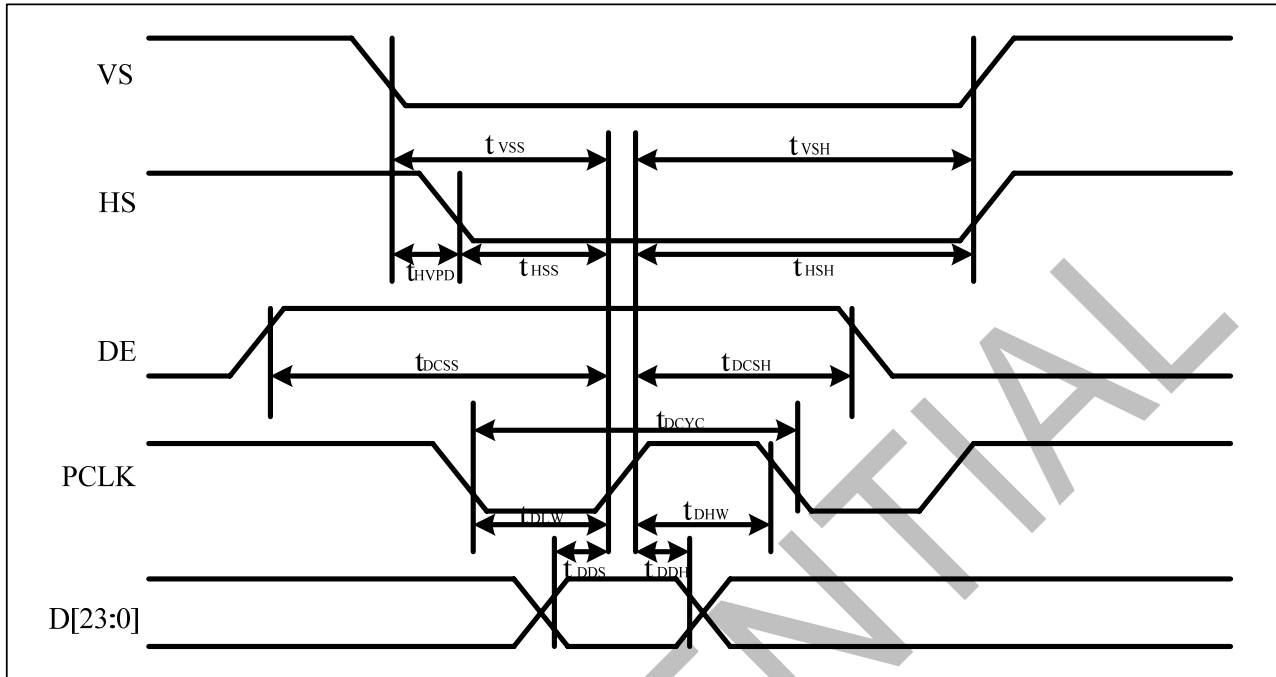 VS
tVSS
tVSH
HS
tHVPD
tHSS
tHSH
DE
tDCSS
tDCSH
tDCYC
PCLK
tDLW
tDHW
tDDS
tDDH
D[23:0]
NTIAL